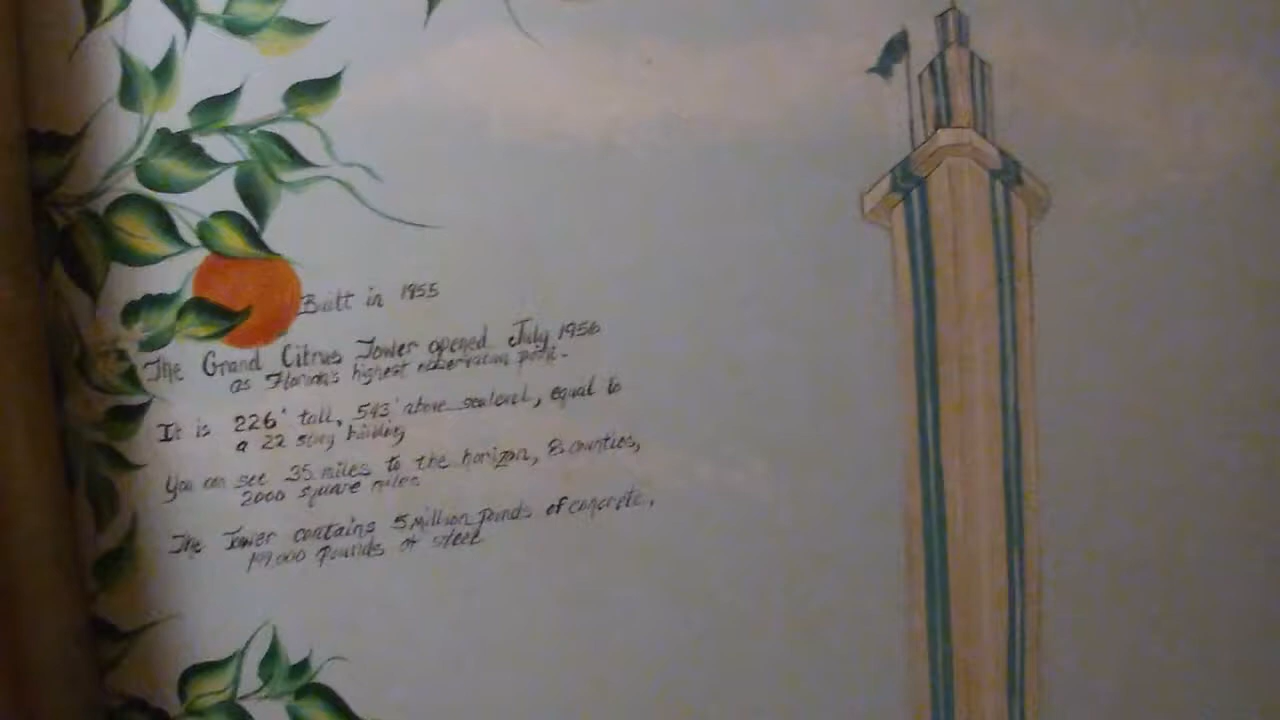 Built in 1955
The Grand Citrus Tower opened July 1956
as Florida's highest observation point.
It is 226' tall, 543' above sealevel, equal to
a 22 story building
You can see 35 miles to the horizon, 8 counties,
2000 square miles
The Tower contains 5 Million pounds of concrete,
149,000 pounds of steel